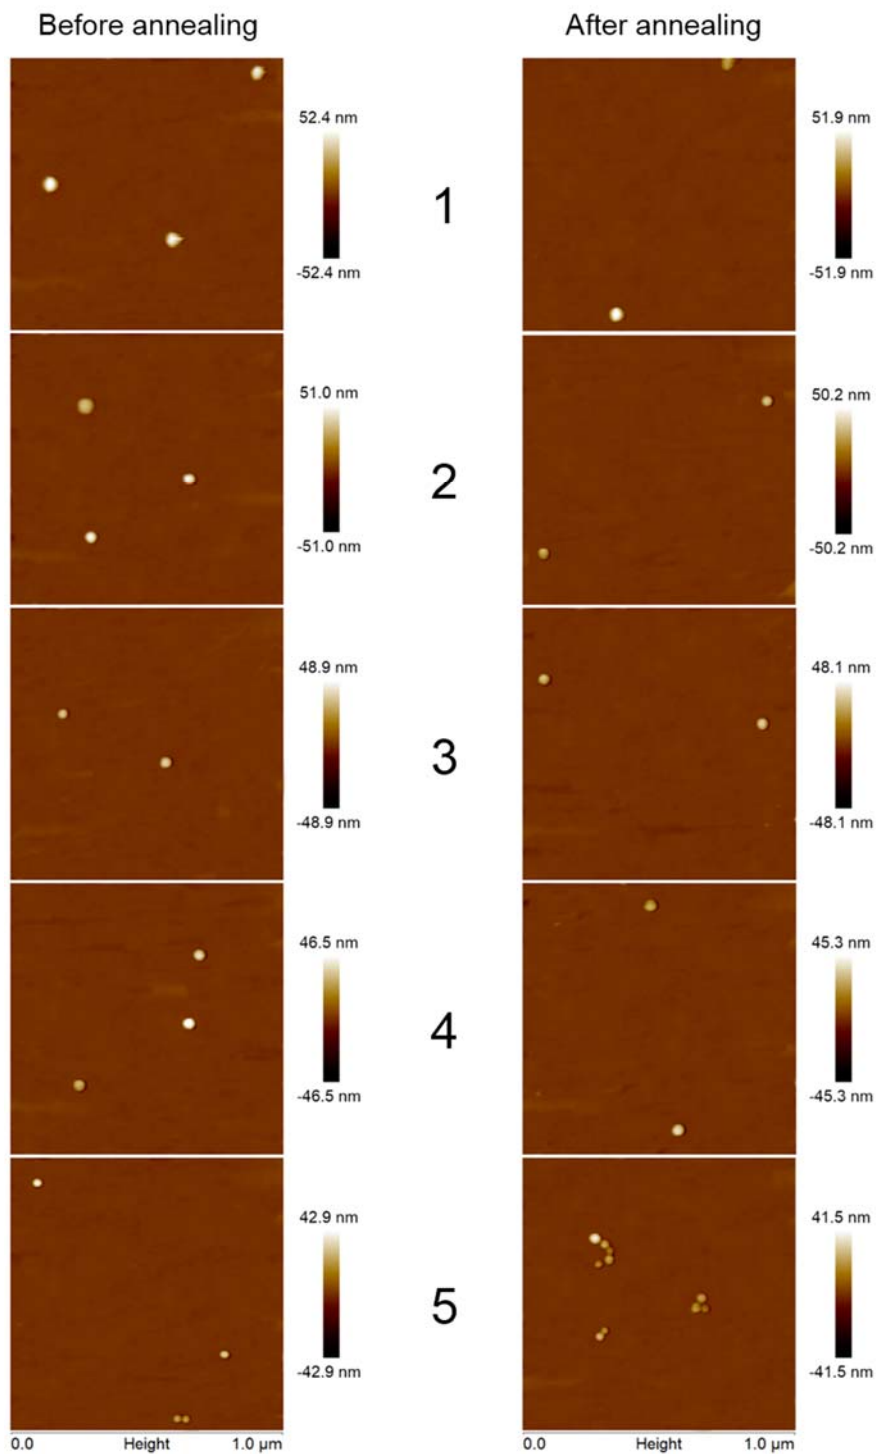 Before annealing
After annealing
52.4 nm
-52.4 nm
1
51.9 nm
-51.9 nm
51.0 nm
-51.0 nm
2
50.2 nm
-50.2 nm
48.9 nm
-48.9 nm
3
48.1 nm
-48.1 nm
46.5 nm
-46.5 nm
4
45.3 nm
-45.3 nm
42.9 nm
-42.9 nm
5
41.5 nm
-41.5 nm
0.0 Height 1.0 µm
0.0 Height 1.0 µm